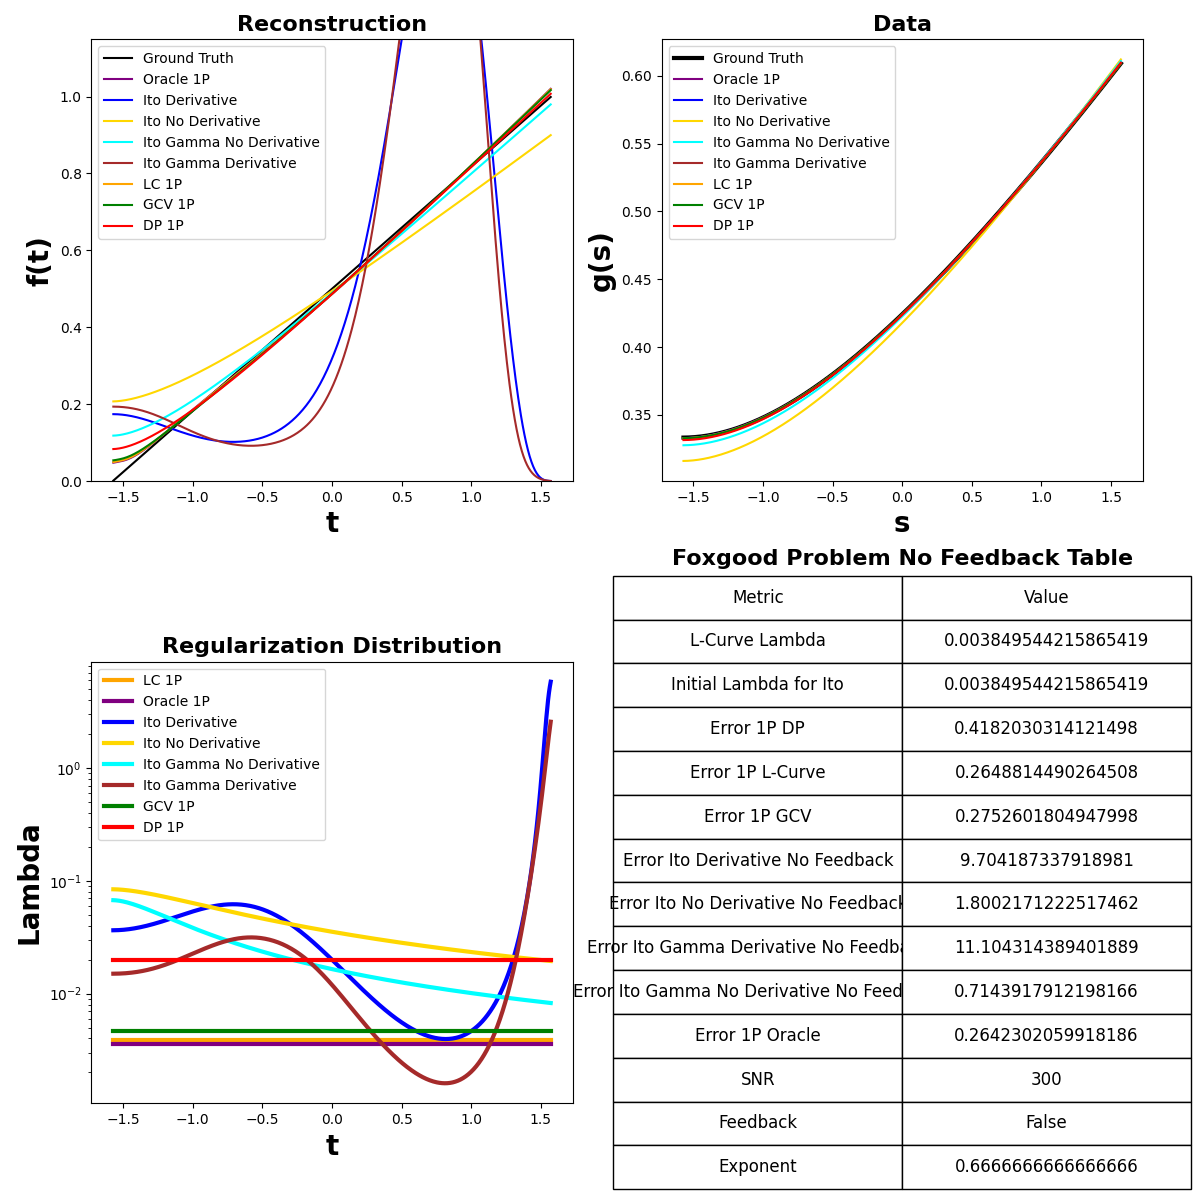 Reconstruction
Ground Truth
Oracle 1P
Ito Derivative
Ito No Derivative
Ito Gamma No Derivative
Ito Gamma Derivative
LC 1P
GCV 1P
DP 1P
f(t)
1.0
0.8
0.6
0.4
0.2
0.0
−1.5 −1.0 −0.5 0.0 0.5 1.0 1.5
t
Data
Ground Truth
Oracle 1P
Ito Derivative
Ito No Derivative
Ito Gamma No Derivative
Ito Gamma Derivative
LC 1P
GCV 1P
DP 1P
g(s)
0.60
0.55
0.50
0.45
0.40
0.35
−1.5 −1.0 −0.5 0.0 0.5 1.0 1.5
s
Regularization Distribution
LC 1P
Oracle 1P
Ito Derivative
Ito No Derivative
Ito Gamma No Derivative
Ito Gamma Derivative
GCV 1P
DP 1P
Lambda
10⁰
10⁻¹
10⁻²
−1.5 −1.0 −0.5 0.0 0.5 1.0 1.5
t
Foxgood Problem No Feedback Table
Metric Value
L-Curve Lambda 0.003849544215865419
Initial Lambda for Ito 0.003849544215865419
Error 1P DP 0.4182030314121498
Error 1P L-Curve 0.2648814490264508
Error 1P GCV 0.2752601804947998
Error Ito Derivative No Feedback 9.704187337918981
Error Ito No Derivative No Feedback 1.8002171222517462
Error Ito Gamma Derivative No Feedba 11.104314389401889
Error Ito Gamma No Derivative No Feed 0.7143917912198166
Error 1P Oracle 0.2642302059918186
SNR 300
Feedback False
Exponent 0.6666666666666666